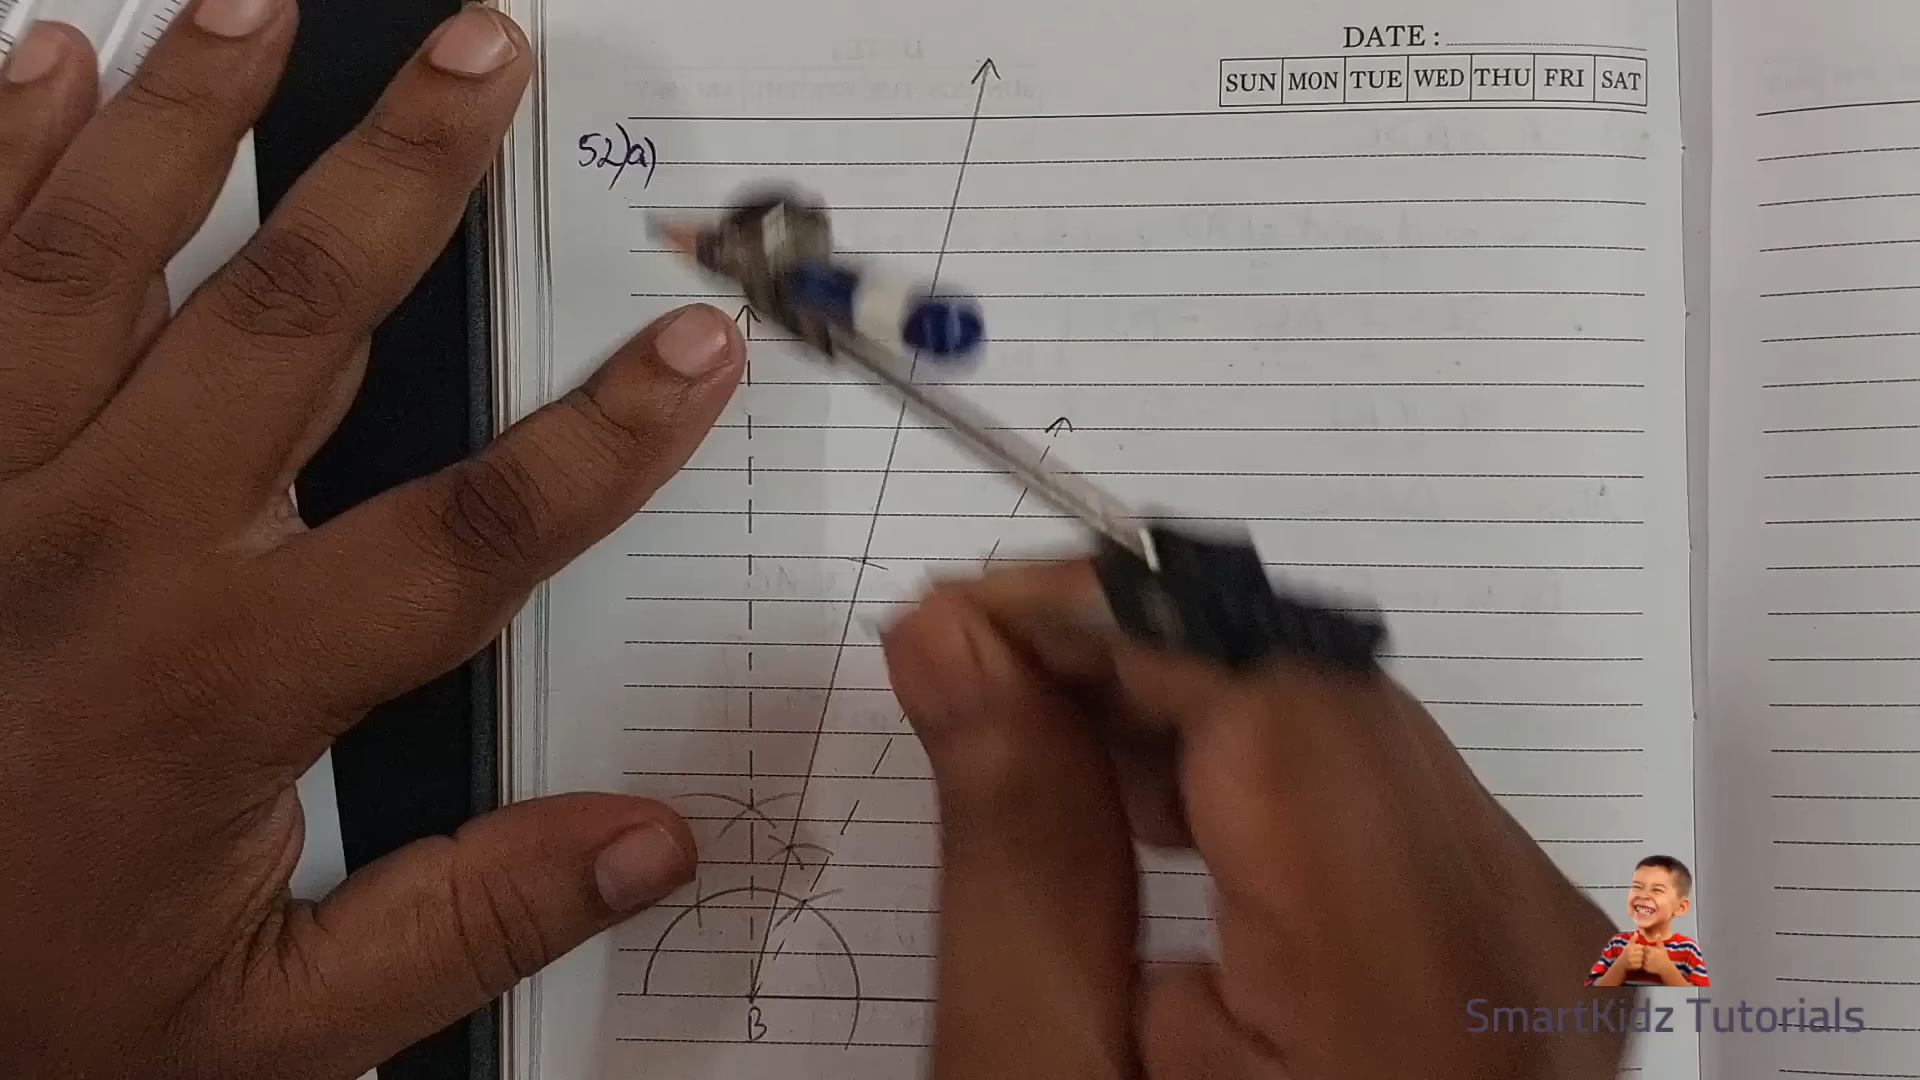 DATE :
SUN MON TUE WED THU FRI SAT
52)a)
B
SmartKidz Tutorials